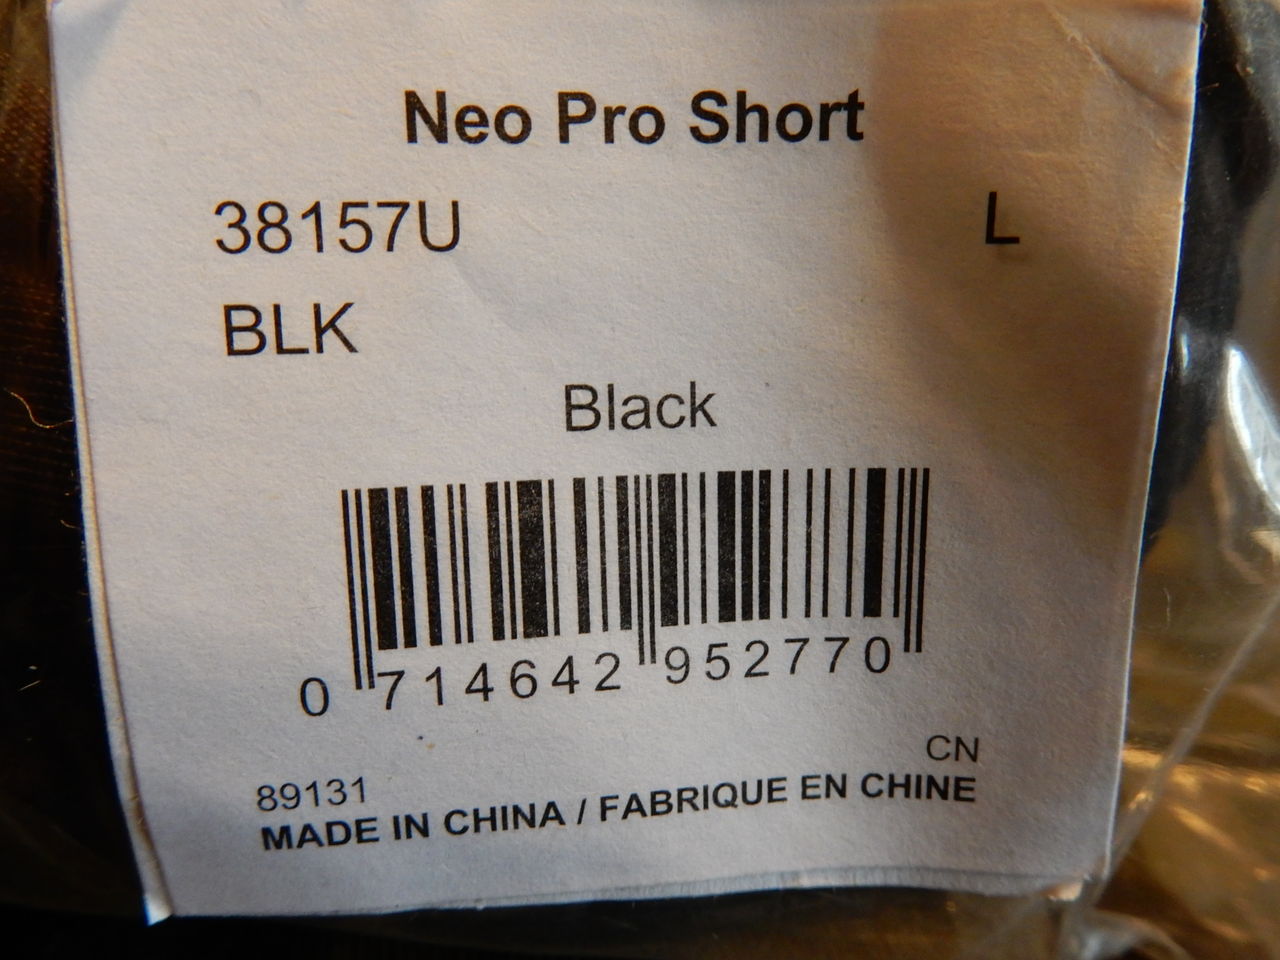 Neo Pro Short
38157U L
BLK
Black
0 714642 952770
CN
89131
MADE IN CHINA / FABRIQUE EN CHINE